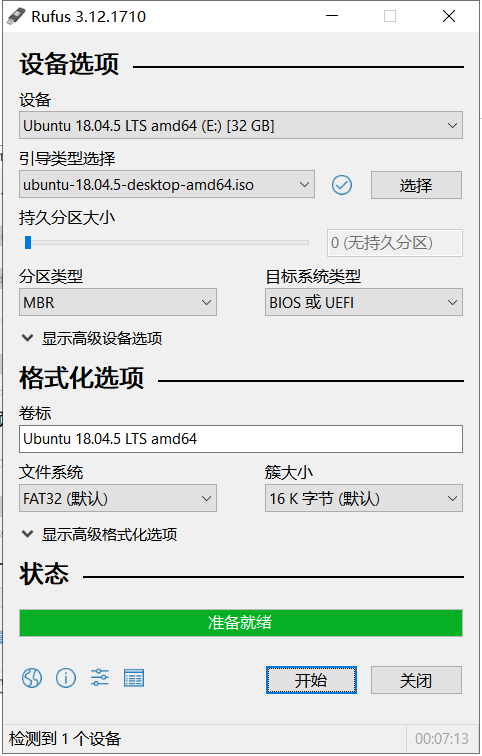 Rufus 3.12.1710
设备选项
设备
Ubuntu 18.04.5 LTS amd64 (E:) [32 GB]
引导类型选择
ubuntu-18.04.5-desktop-amd64.iso
选择
持久分区大小
0 (无持久分区)
分区类型
目标系统类型
MBR
BIOS 或 UEFI
显示高级设备选项
格式化选项
卷标
Ubuntu 18.04.5 LTS amd64
文件系统
簇大小
FAT32 (默认)
16 K 字节 (默认)
显示高级格式化选项
状态
准备就绪
开始
关闭
检测到 1 个设备
00:07:13